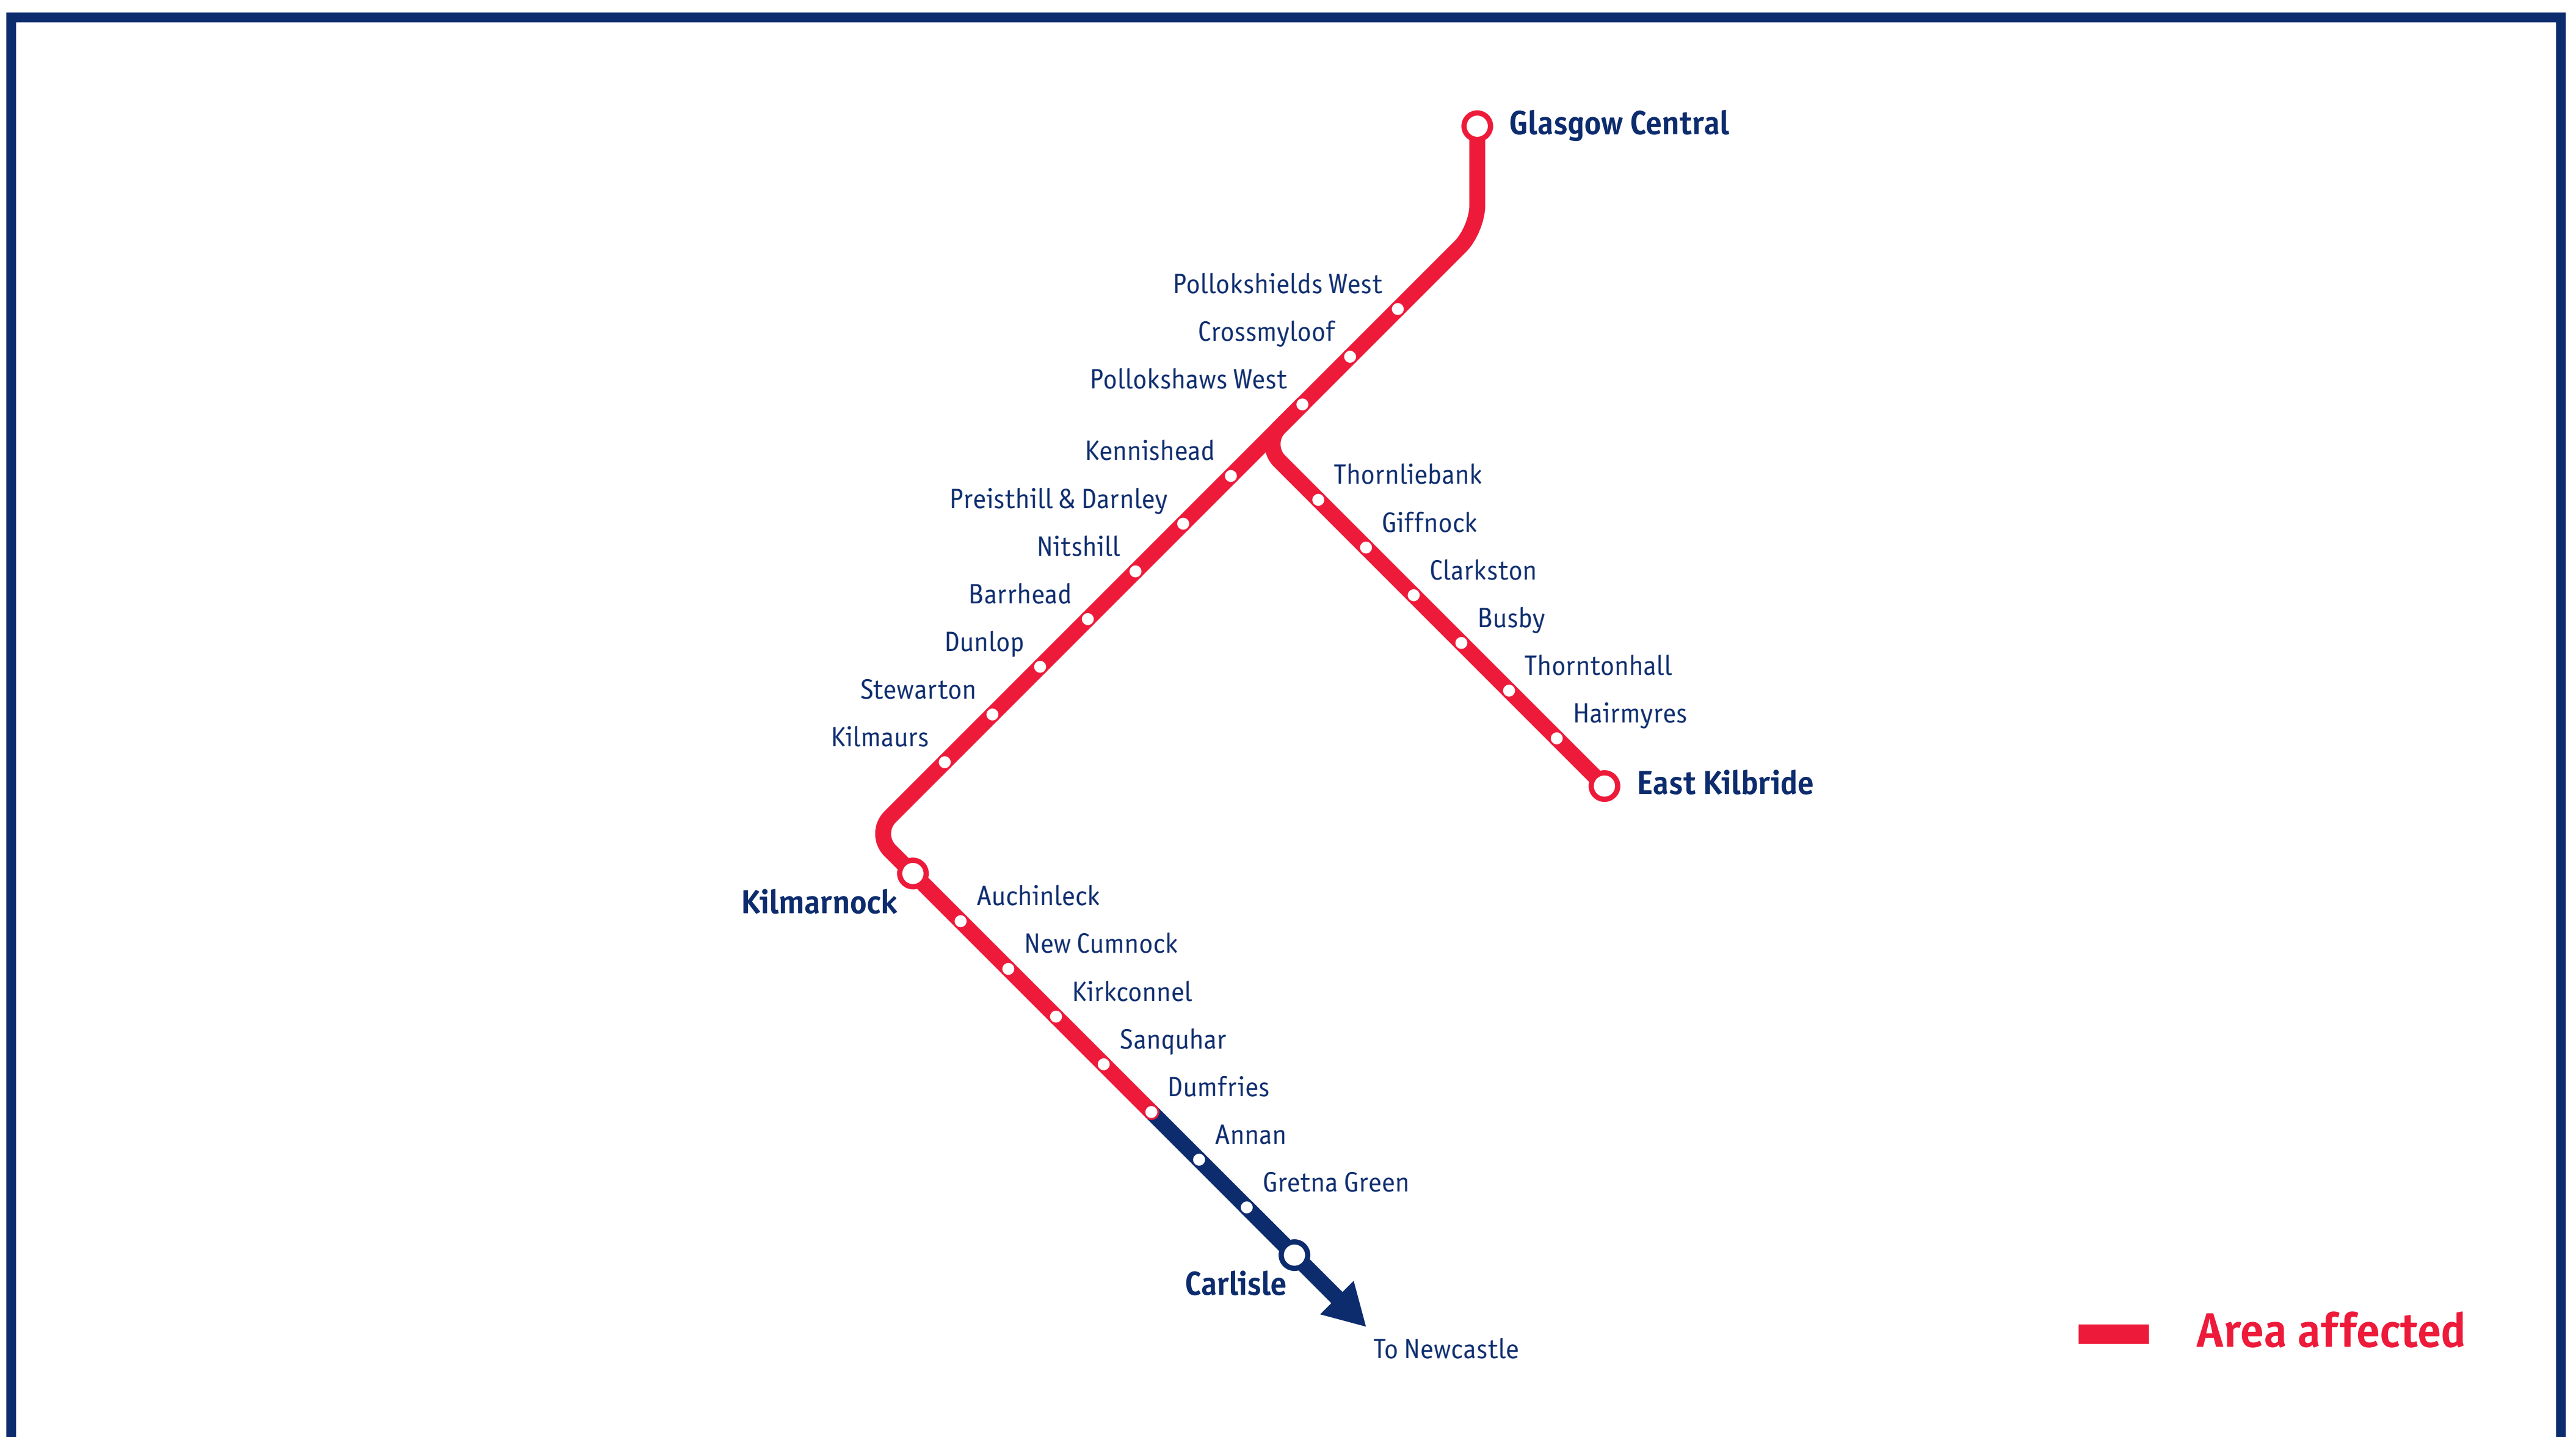 Glasgow Central
Pollokshields West
Crossmyloof
Pollokshaws West
Kennishead
Thornliebank
Preisthill & Darnley
Giffnock
Nitshill
Clarkston
Barrhead
Busby
Dunlop
Thorntonhall
Stewarton
Hairmyres
Kilmaurs
East Kilbride
Kilmarnock
Auchinleck
New Cumnock
Kirkconnel
Sanquhar
Dumfries
Annan
Gretna Green
Carlisle
To Newcastle
Area affected